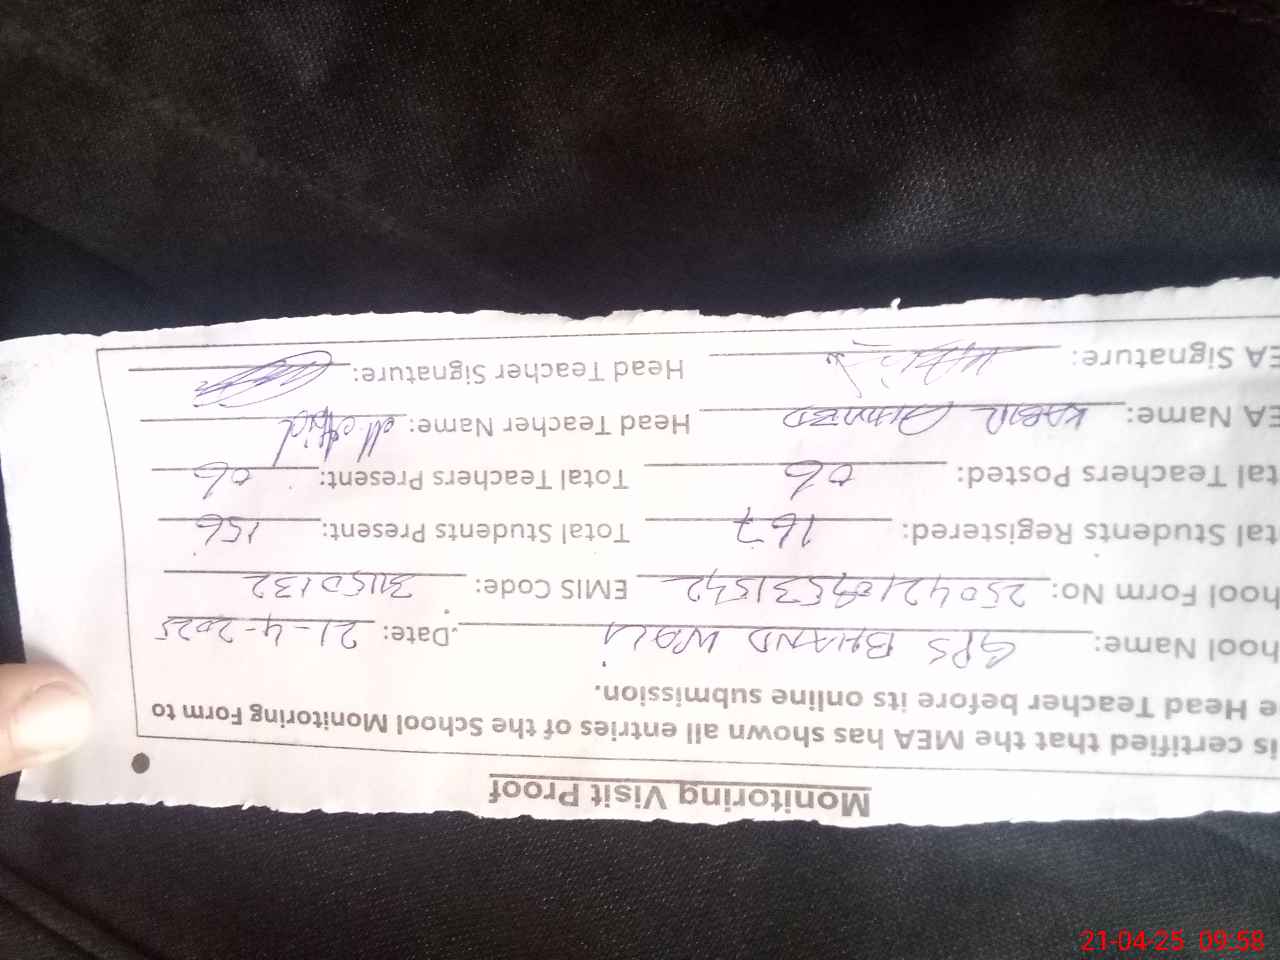 Monitoring Visit Proof
is certified that the MEA has shown all entries of the School Monitoring Form to
e Head Teacher before its online submission.
hool Name: GPS BHAND WALI Date: 21-4-2025
hool Form No: EMIS Code: 31150132
tal Students Registered: 167 Total Students Present: 156
tal Teachers Posted: 06 Total Teachers Present: 06
EA Name: KABIR AHMED Head Teacher Name:
EA Signature: Head Teacher Signature:
21-04-25 09:58